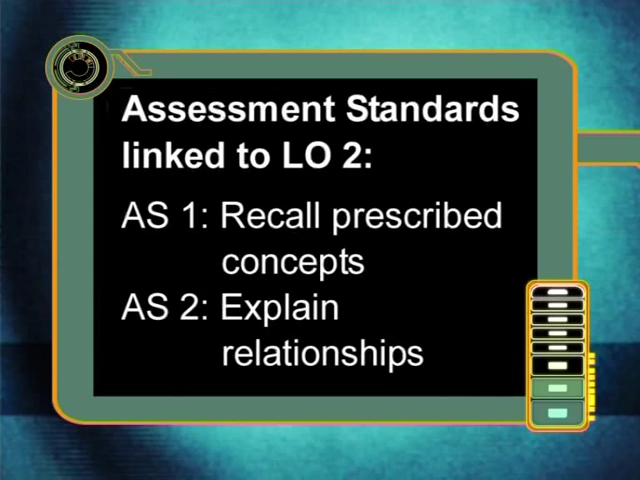 Assessment Standards
linked to LO 2:
AS 1: Recall prescribed
concepts
AS 2: Explain
relationships